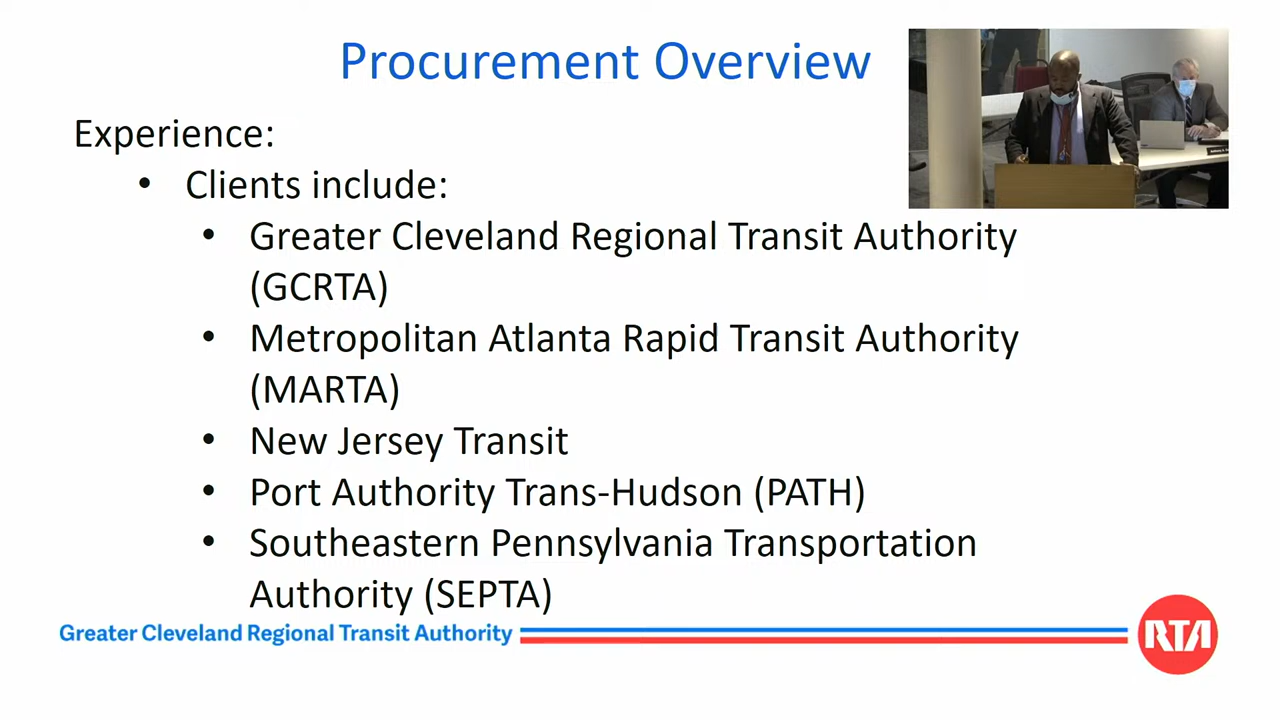 Procurement Overview
Experience:
• Clients include:
• Greater Cleveland Regional Transit Authority
(GCRTA)
• Metropolitan Atlanta Rapid Transit Authority
(MARTA)
• New Jersey Transit
• Port Authority Trans-Hudson (PATH)
• Southeastern Pennsylvania Transportation
Authority (SEPTA)
Greater Cleveland Regional Transit Authority
RTA